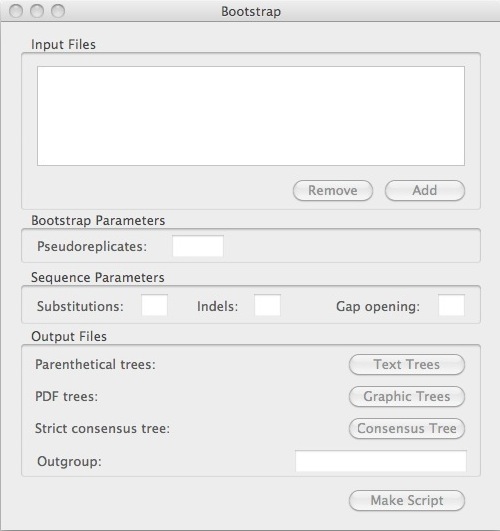 Bootstrap
Input Files
Remove Add
Bootstrap Parameters
Pseudoreplicates:
Sequence Parameters
Substitutions: Indels: Gap opening:
Output Files
Parenthetical trees: Text Trees
PDF trees: Graphic Trees
Strict consensus tree: Consensus Tree
Outgroup:
Make Script